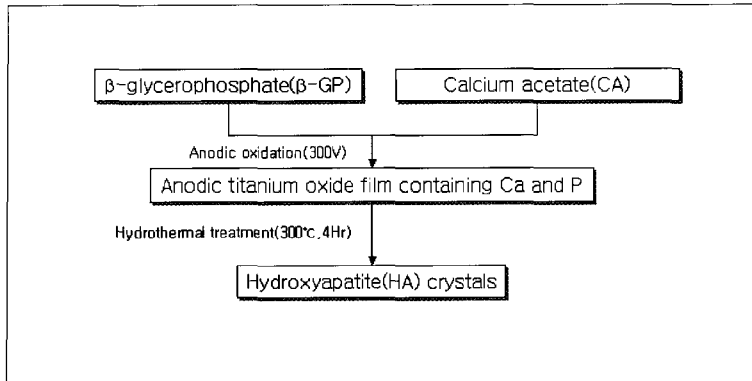 β-glycerophosphate(β-GP)
Calcium acetate(CA)
Anodic oxidation(300V)
Anodic titanium oxide film containing Ca and P
Hydrothermal treatment(300℃,4Hr)
Hydroxyapatite(HA) crystals